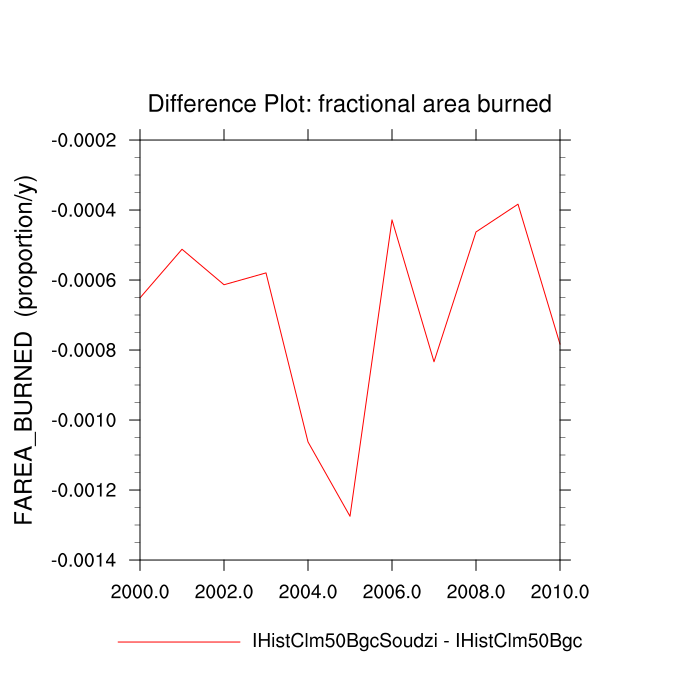 Difference Plot: fractional area burned
FAREA_BURNED (proportion/y)
-0.0002
-0.0004
-0.0006
-0.0008
-0.0010
-0.0012
-0.0014
2000.0 2002.0 2004.0 2006.0 2008.0 2010.0
IHistClm50BgcSoudzi - IHistClm50Bgc